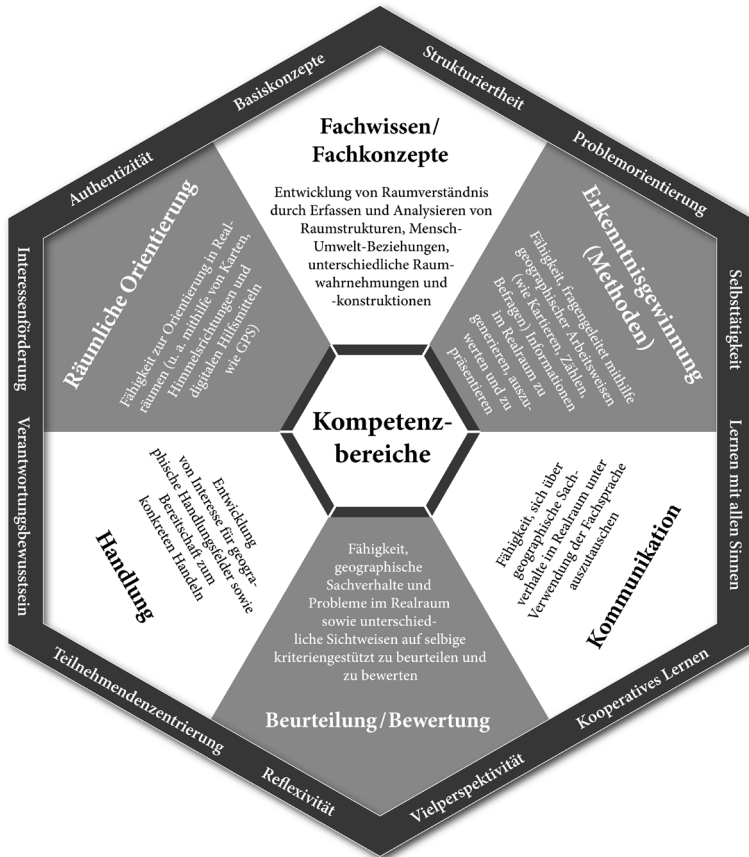 Basiskonzepte
Strukturiertheit
Problemorientierung
Selbsttätigkeit
Lernen mit allen Sinnen
Kooperatives Lernen
Vielperspektivität
Reflexivität
Teilnehmendenzentrierung
Verantwortungsbewusstsein
Interessenförderung
Authentizität
Fachwissen/
Fachkonzepte
Entwicklung von Raumverständnis
durch Erfassen und Analysieren von
Raumstrukturen, Mensch-
Umwelt-Beziehungen,
unterschiedliche Raum-
wahrnehmungen und
-konstruktionen
Erkenntnisgewinnung
(Methoden)
Fähigkeit, fragengeleitet mithilfe
geographischer Arbeitsweisen
(wie Kartieren, Zählen,
Befragen) Informationen
im Realraum zu
generieren, auszu-
werten und zu
präsentieren
Fähigkeit, sich über
geographische Sach-
verhalte im Realraum unter
Verwendung der Fachsprache
auszutauschen
Kommunikation
Fähigkeit,
geographische
Sachverhalte und
Probleme im Realraum
sowie unterschied-
liche Sichtweisen auf selbige
kriteriengestützt zu beurteilen und
zu bewerten
Beurteilung/Bewertung
Entwicklung
von Interesse für geogra-
phische Handlungsfelder sowie
Bereitschaft zum
konkreten Handeln
Handlung
Räumliche Orientierung
Fähigkeit zur Orientierung in Real-
räumen (u. a. mithilfe von Karten,
Himmelsrichtungen und
digitalen Hilfsmitteln
wie GPS)
Kompetenz-
bereiche